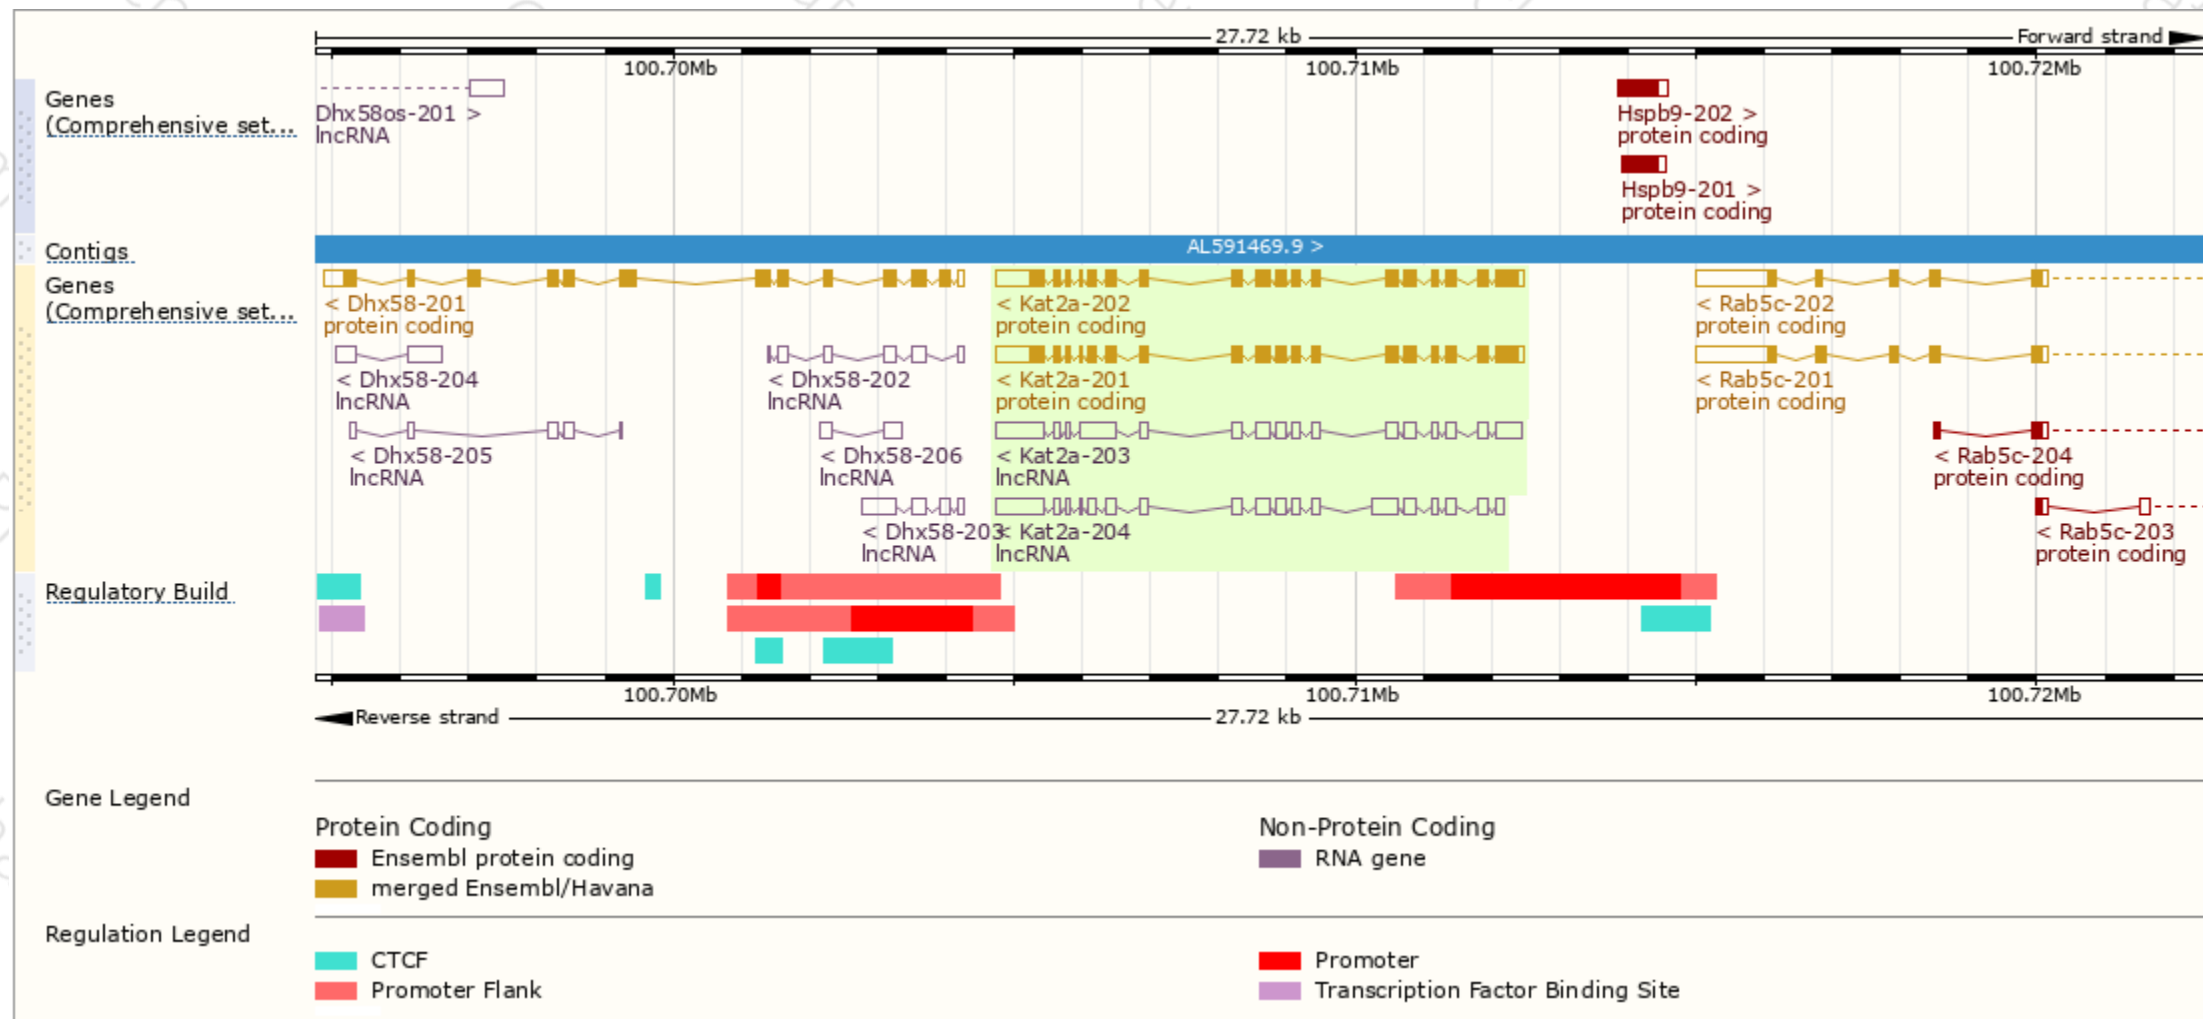 27.72 kb
Forward strand
100.70Mb 100.71Mb 100.72Mb
Genes
(Comprehensive set...
Dhx58os-201 >
lncRNA
Hspb9-202 >
protein coding
Hspb9-201 >
protein coding
Contigs
AL591469.9 >
Genes
(Comprehensive set...
< Dhx58-201
protein coding
< Kat2a-202
protein coding
< Rab5c-202
protein coding
< Dhx58-204
lncRNA
< Dhx58-202
lncRNA
< Kat2a-201
protein coding
< Rab5c-201
protein coding
< Dhx58-205
lncRNA
< Dhx58-206
lncRNA
< Kat2a-203
lncRNA
< Rab5c-204
protein coding
< Dhx58-203
lncRNA
< Kat2a-204
lncRNA
< Rab5c-203
protein coding
Regulatory Build
100.70Mb 100.71Mb 100.72Mb
Reverse strand
27.72 kb
Gene Legend
Protein Coding
Non-Protein Coding
Ensembl protein coding
RNA gene
merged Ensembl/Havana
Regulation Legend
CTCF
Promoter
Promoter Flank
Transcription Factor Binding Site